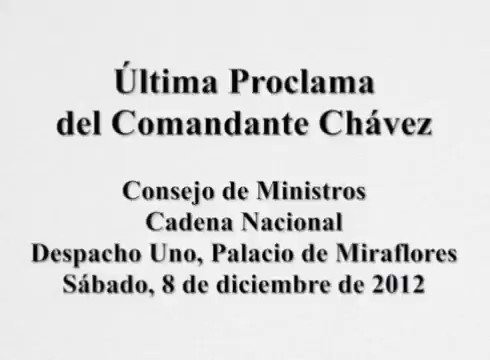 Última Proclama
del Comandante Chávez
Consejo de Ministros
Cadena Nacional
Despacho Uno, Palacio de Miraflores
Sábado, 8 de diciembre de 2012